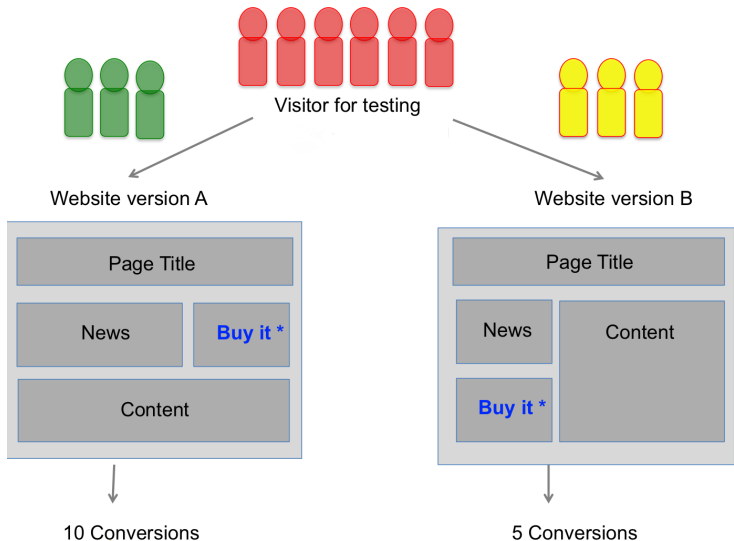 Visitor for testing
Website version A
Website version B
Page Title
News
Buy it *
Content
Page Title
News
Content
Buy it *
10 Conversions
5 Conversions